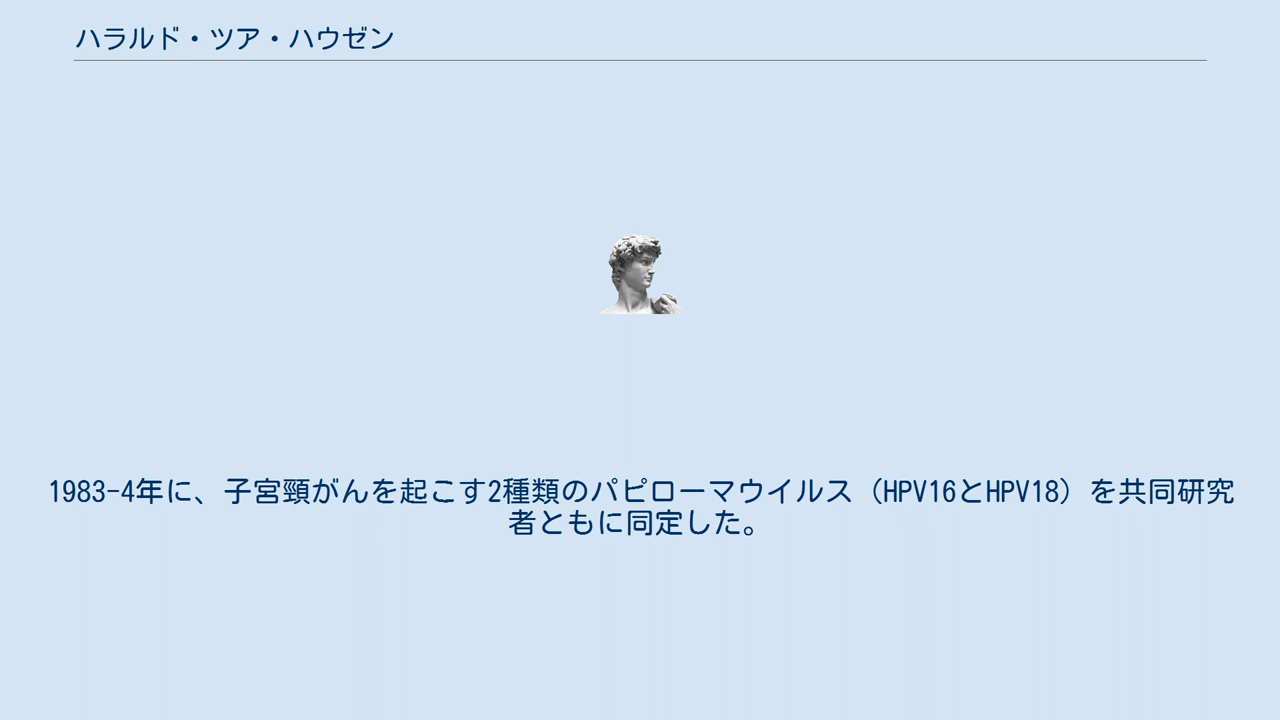 ハラルド・ツア・ハウゼン
1983-4年に、子宮頸がんを起こす2種類のパピローマウイルス（HPV16とHPV18）を共同研究
者ともに同定した。